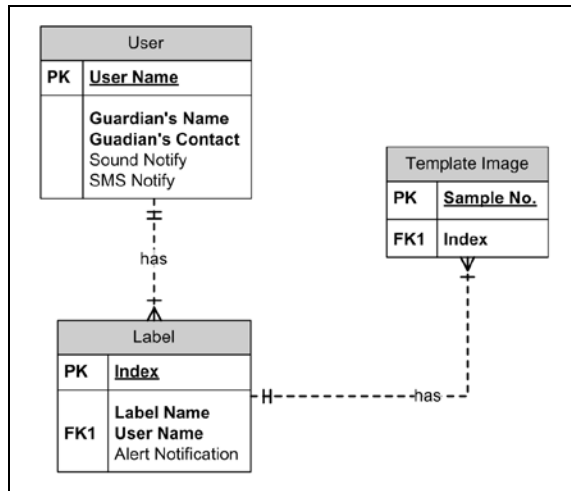 User
PK User Name
Guardian's Name
Guadian's Contact
Sound Notify
SMS Notify
has
Template Image
PK Sample No.
FK1 Index
Label
PK Index
Label Name
FK1 User Name
Alert Notification
has